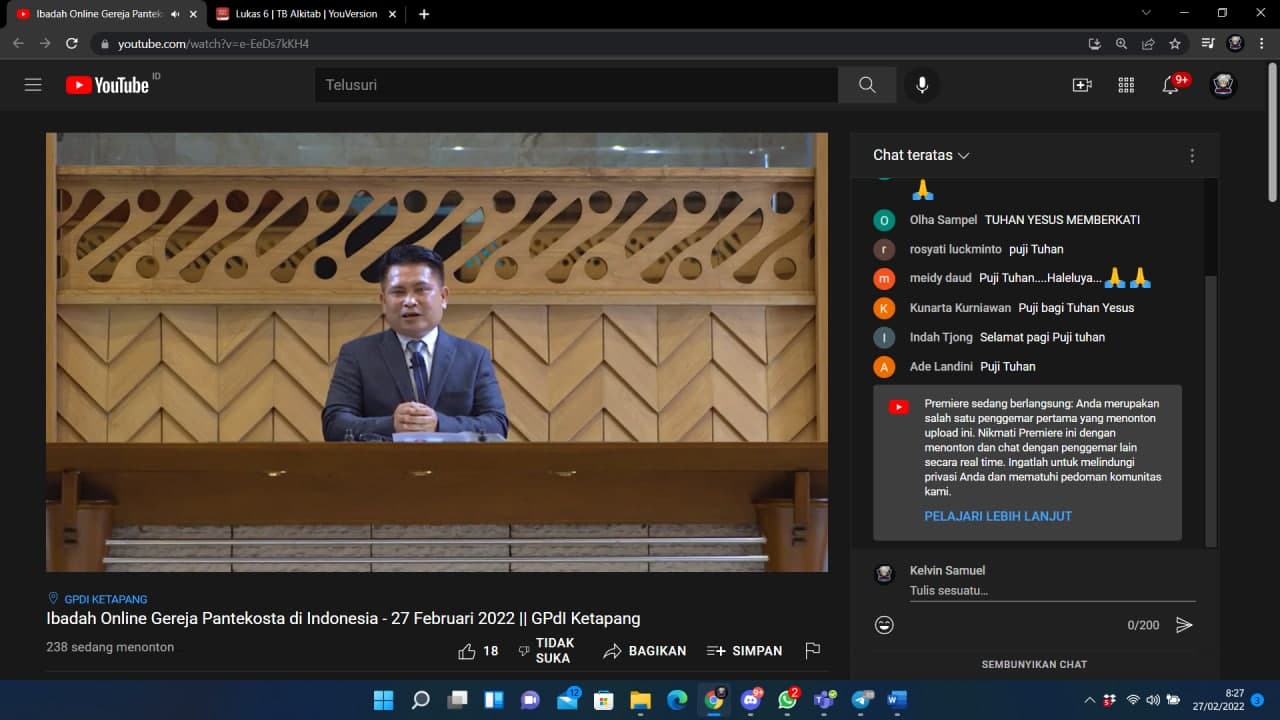 Ibadah Online Gereja Pantek
Lukas 6 | TB Alkitab | YouVersion
youtube.com/watch?v=e-EeDs7kKH4
YouTube ID
Telusuri
9+
Chat teratas
Olha Sampel TUHAN YESUS MEMBERKATI
rosyati luckminto puji Tuhan
meidy daud Puji Tuhan....Haleluya... 🙏 🙏
Kunarta Kurniawan Puji bagi Tuhan Yesus
Indah Tjong Selamat pagi Puji tuhan
Ade Landini Puji Tuhan
Premiere sedang berlangsung: Anda merupakan
salah satu penggemar pertama yang menonton
upload ini. Nikmati Premiere ini dengan
menonton dan chat dengan penggemar lain
secara real time. Ingatlah untuk melindungi
privasi Anda dan mematuhi pedoman komunitas
kami.
PELAJARI LEBIH LANJUT
Kelvin Samuel
Tulis sesuatu...
0/200
SEMBUNYIKAN CHAT
GPDI KETAPANG
Ibadah Online Gereja Pantekosta di Indonesia - 27 Februari 2022 || GPdI Ketapang
238 sedang menonton
18
TIDAK
SUKA
BAGIKAN
SIMPAN
12
9+
2
8:27
27/02/2022
3